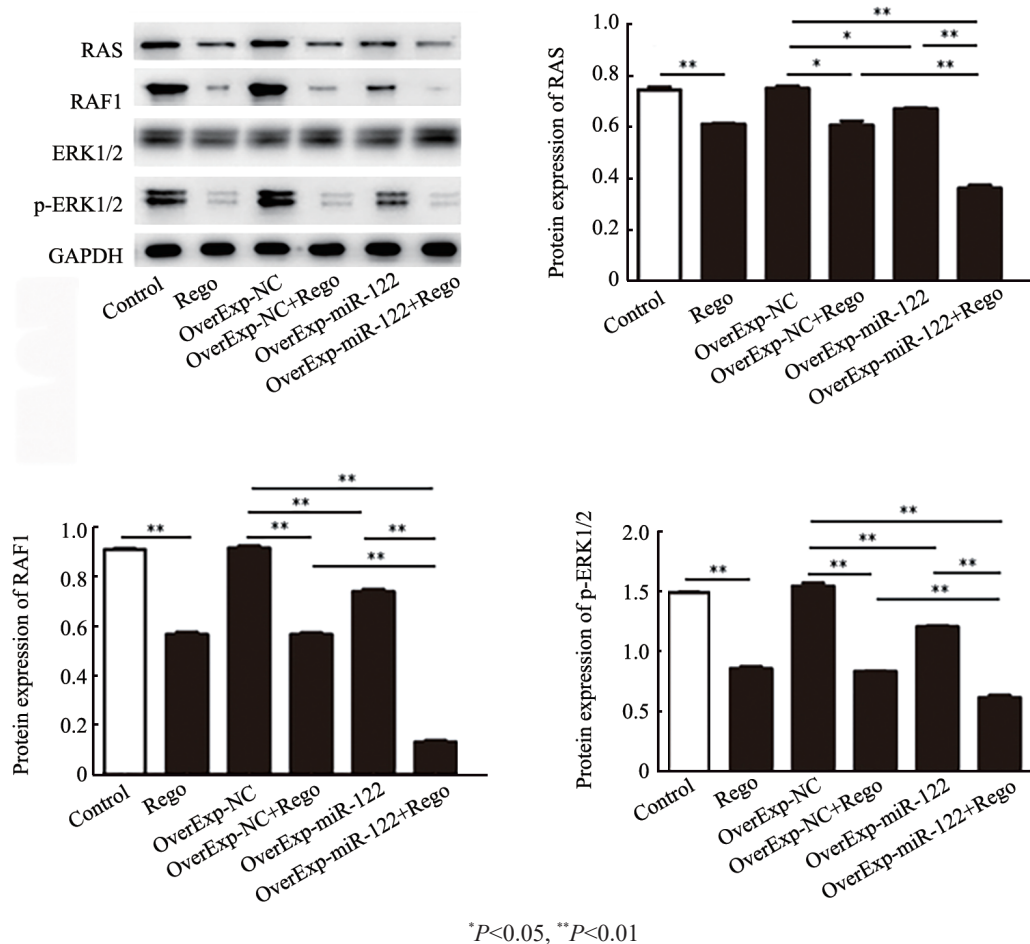 RAS
RAF1
ERK1/2
p-ERK1/2
GAPDH
Control
Rego
OverExp-NC
OverExp-NC+Rego
OverExp-miR-122
OverExp-miR-122+Rego
Protein expression of RAS
1.0
0.8
0.6
0.4
0.2
0
**
**
*
**
**
*
**
Control
Rego
OverExp-NC
OverExp-NC+Rego
OverExp-miR-122
OverExp-miR-122+Rego
Protein expression of RAF1
1.0
0.8
0.6
0.4
0.2
0
**
**
**
**
**
**
Control
Rego
OverExp-NC
OverExp-NC+Rego
OverExp-miR-122
OverExp-miR-122+Rego
Protein expression of p-ERK1/2
2.0
1.5
1.0
0.5
0
**
**
**
**
**
**
Control
Rego
OverExp-NC
OverExp-NC+Rego
OverExp-miR-122
OverExp-miR-122+Rego
*P<0.05, **P<0.01